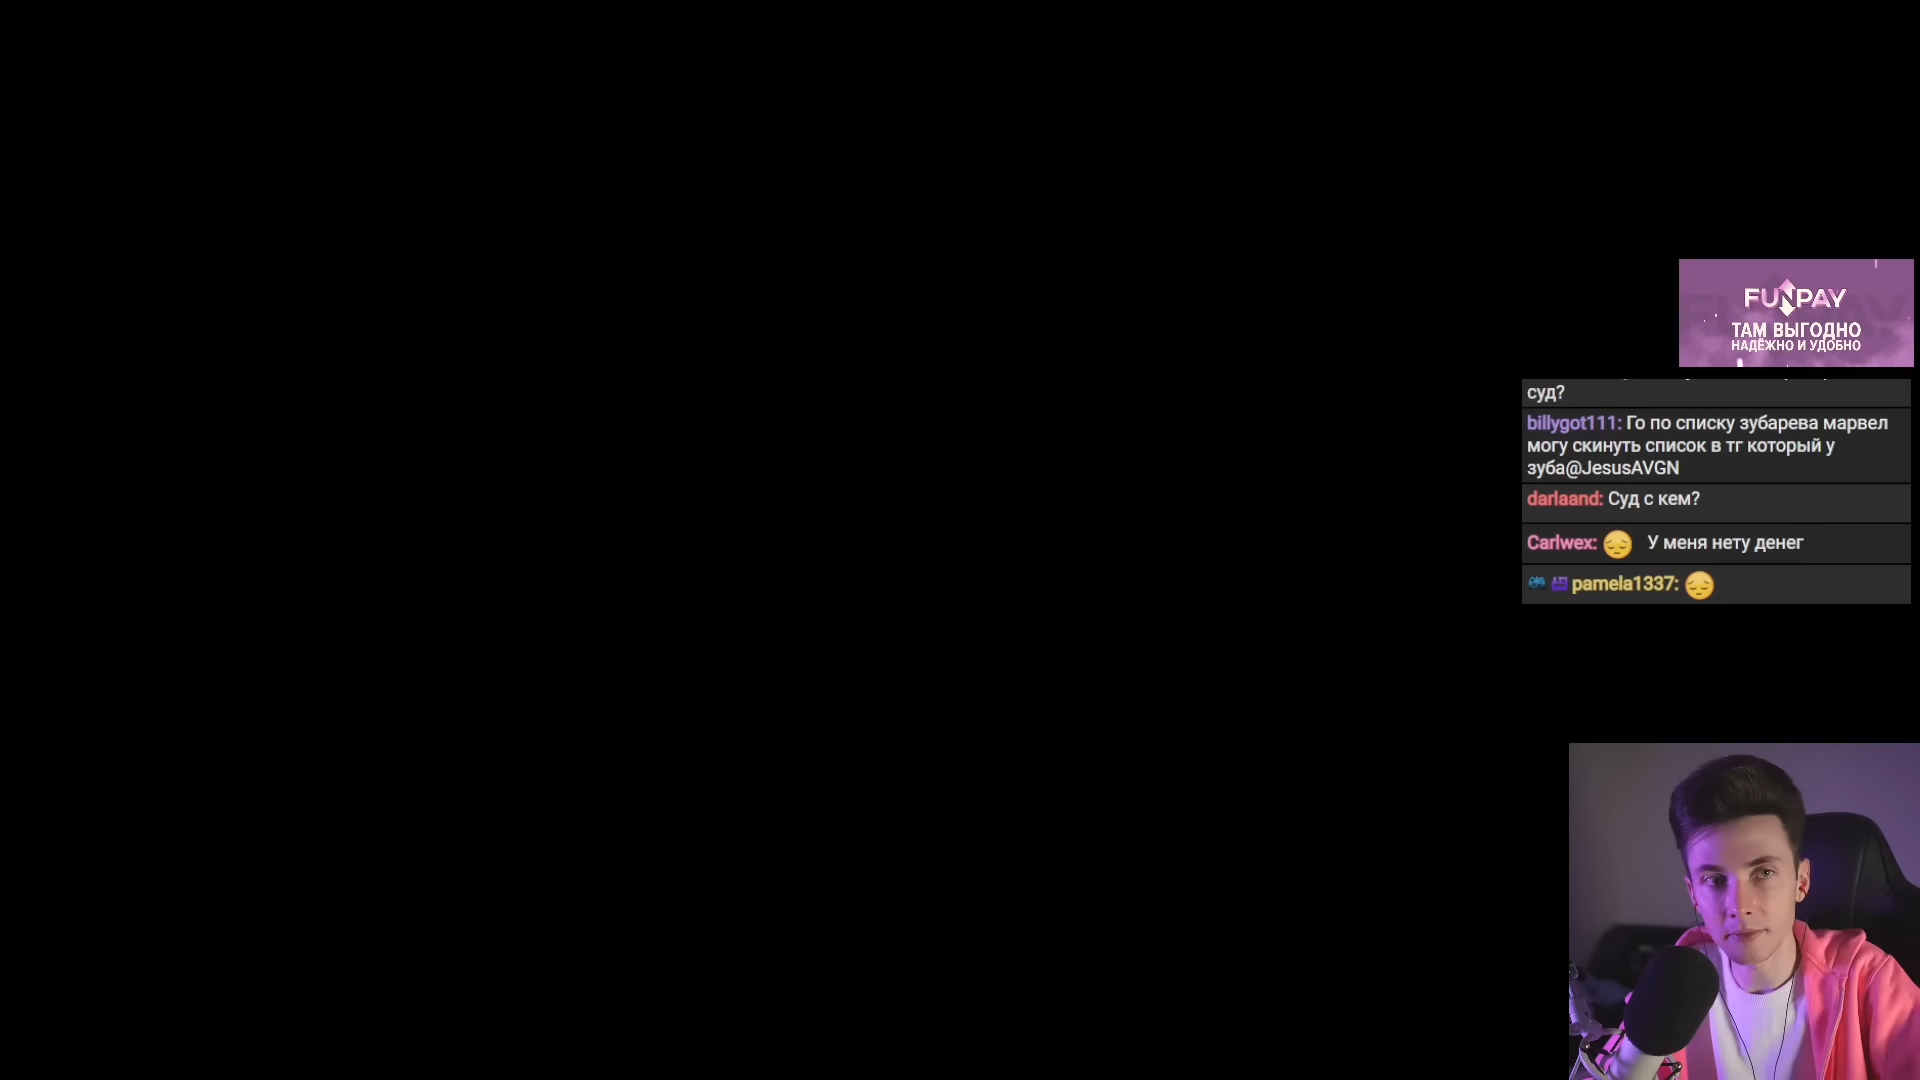 FUNPAY
ТАМ ВЫГОДНО
НАДЁЖНО И УДОБНО
суд?
billygot111: Го по списку зубарева марвел
могу скинуть список в тг который у
зуба@JesusAVGN
darlaand: Суд с кем?
Carlwex: У меня нету денег
pamela1337: